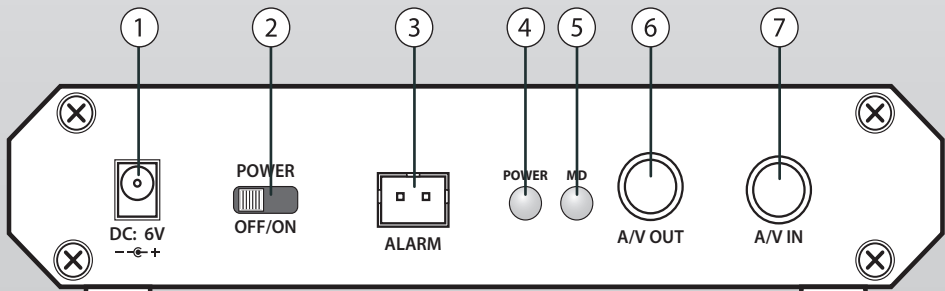 1 2 3 4 5 6 7
POWER
OFF/ON
DC: 6V
- +
ALARM
POWER MD
A/V OUT
A/V IN